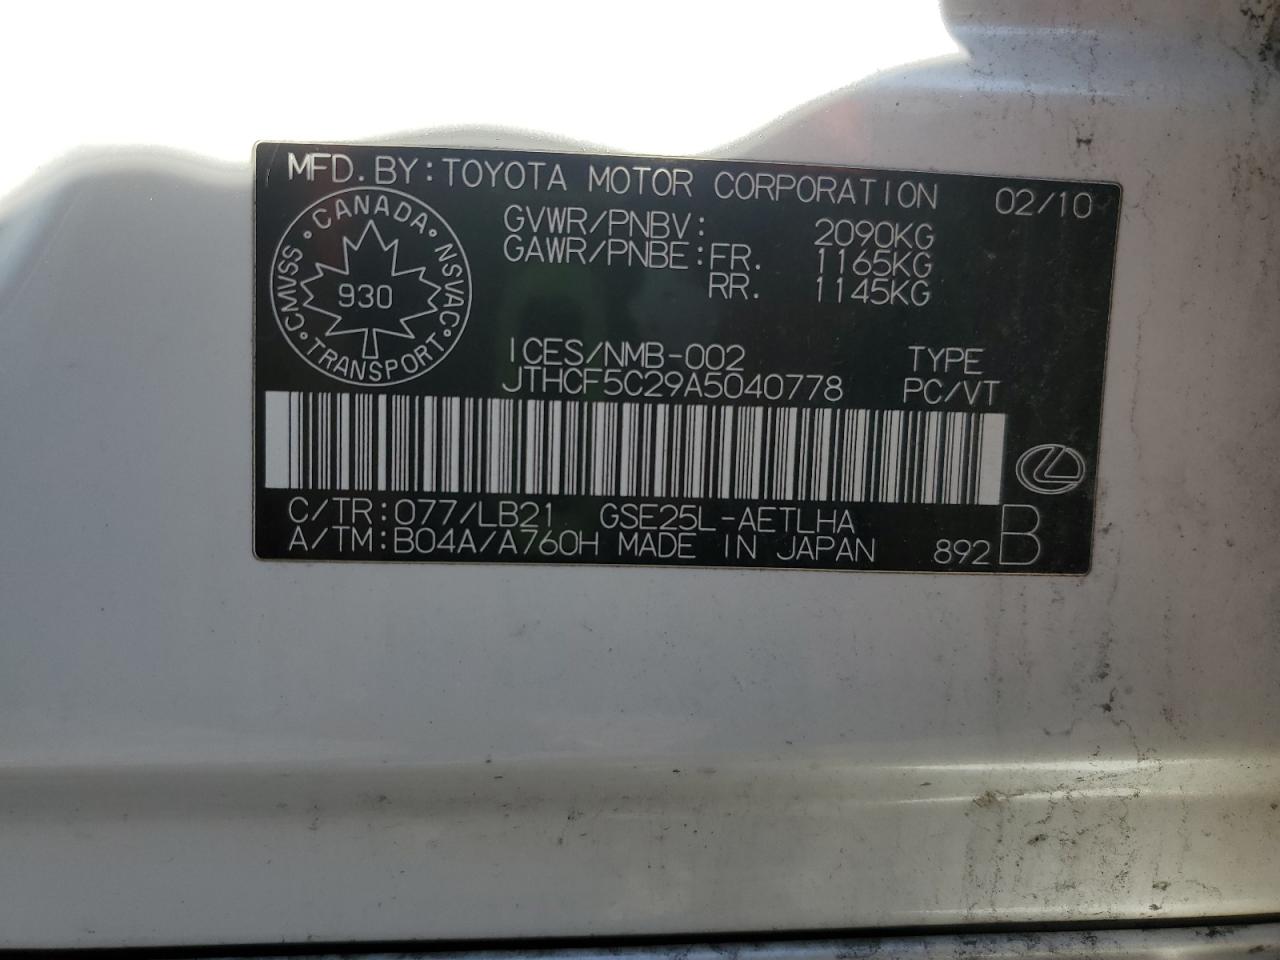 MFD. BY: TOYOTA MOTOR CORPORATION 02/10
GVWR/PNBV: 2090KG
GAWR/PNBE: FR. 1165KG
RR. 1145KG
CANADA
CMVSS NSVAC
930
TRANSPORT
ICES/NMB-002 TYPE
JTHCF5C29A5040778 PC/VT
C/TR: 077/LB21 GSE25L-AETLHA
A/TM: B04A/A760H MADE IN JAPAN 892 B